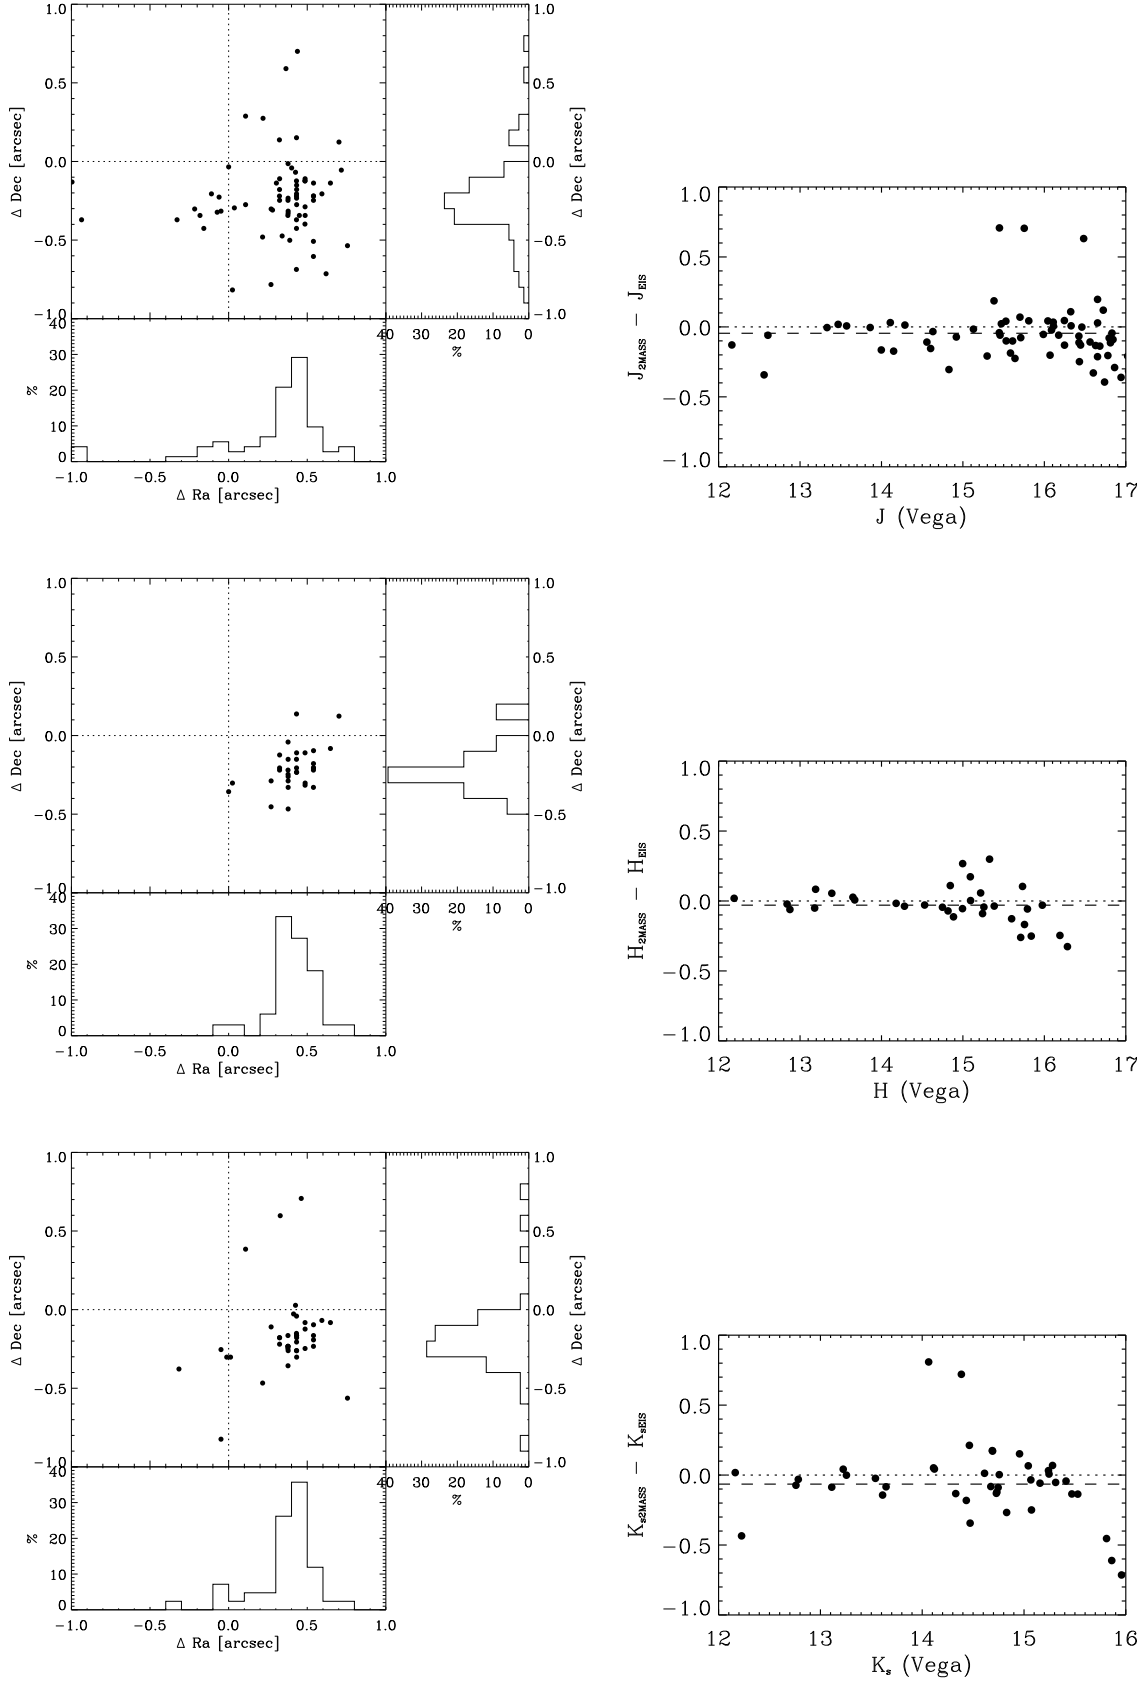 1.0 1.0
0.5 0.5
Δ Dec [arcsec] Δ Dec [arcsec]
0.0 0.0
−0.5 −0.5
−1.0 −1.0
40 40 30 20 10 0
%
30
% 20
10
0
−1.0 −0.5 0.0 0.5 1.0
Δ Ra [arcsec]
1.0
0.5
J2MASS − JEIS
0.0
−0.5
−1.0
12 13 14 15 16 17
J (Vega)
1.0 1.0
0.5 0.5
Δ Dec [arcsec] Δ Dec [arcsec]
0.0 0.0
−0.5 −0.5
−1.0 −1.0
40 40 30 20 10 0
%
30
% 20
10
0
−1.0 −0.5 0.0 0.5 1.0
Δ Ra [arcsec]
1.0
0.5
H2MASS − HEIS
0.0
−0.5
−1.0
12 13 14 15 16 17
H (Vega)
1.0 1.0
0.5 0.5
Δ Dec [arcsec] Δ Dec [arcsec]
0.0 0.0
−0.5 −0.5
−1.0 −1.0
40 40 30 20 10 0
%
30
% 20
10
0
−1.0 −0.5 0.0 0.5 1.0
Δ Ra [arcsec]
1.0
0.5
Ks2MASS − KsEIS
0.0
−0.5
−1.0
12 13 14 15 16
Ks (Vega)